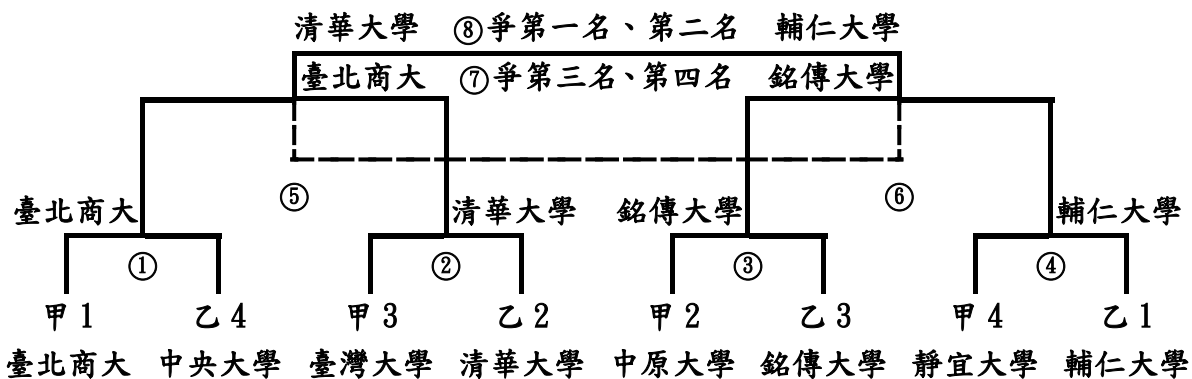 清華大學 ⑧爭第一名、第二名 輔仁大學
臺北商大 ⑦爭第三名、第四名 銘傳大學
⑤ ⑥
臺北商大 清華大學 銘傳大學 輔仁大學
① ② ③ ④
甲1 乙4 甲3 乙2 甲2 乙3 甲4 乙1
臺北商大 中央大學 臺灣大學 清華大學 中原大學 銘傳大學 靜宜大學 輔仁大學